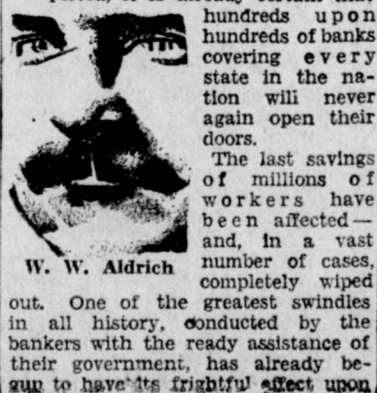 hundreds upon
hundreds of banks
covering every
state in the na-
tion will never
again open their
doors.
The last savings
of millions of
workers have
been affected—
and, in a vast
number of cases,
completely wiped
W. W. Aldrich
out. One of the greatest swindles
in all history, conducted by the
bankers with the ready assistance of
their government, has already be-
gun to have its frightful effect upon